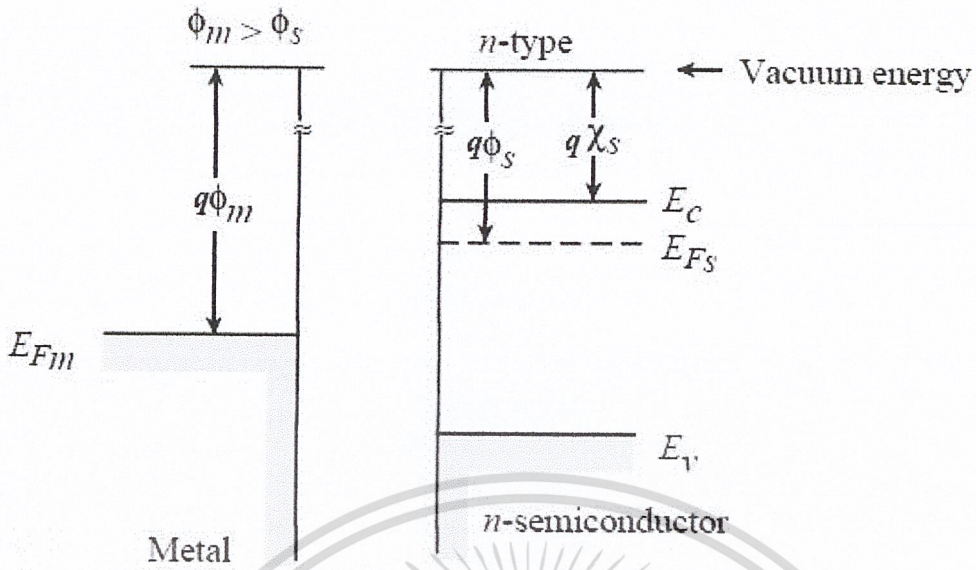 ϕm > ϕs
n-type
Vacuum energy
qϕm
qϕs
qχs
Ec
EFs
EFm
Ev
n-semiconductor
Metal